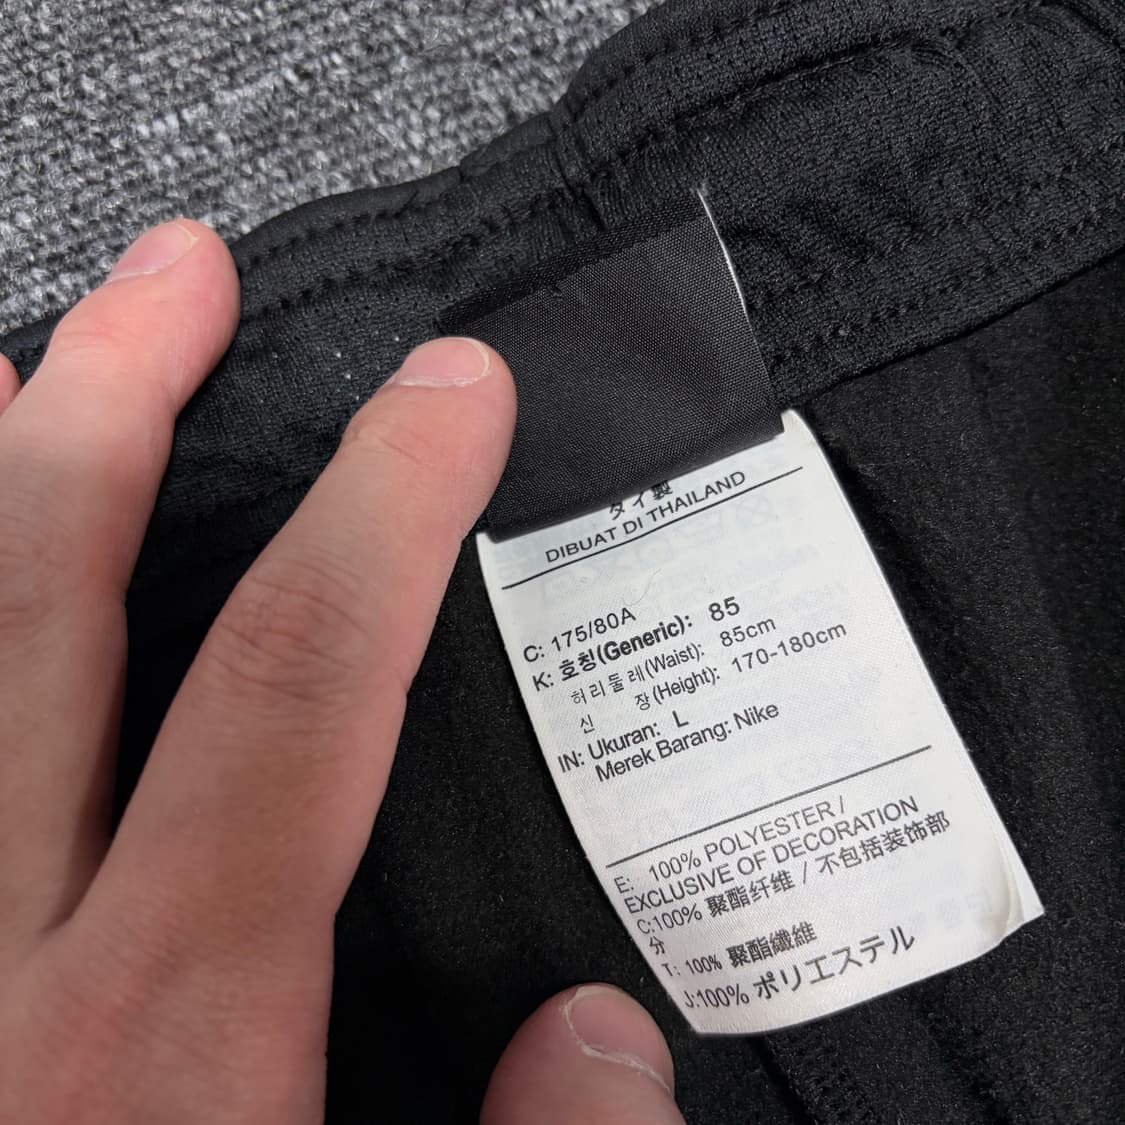 タイ製
DIBUAT DI THAILAND
C: 175/80A
K: 호칭(Generic): 85
허리둘레(Waist): 85cm
신 장(Height): 170-180cm
IN: Ukuran: L
Merek Barang: Nike
E: 100% POLYESTER /
EXCLUSIVE OF DECORATION
C:100% 聚酯纤维 / 不包括装饰部
分
T: 100% 聚酯纖維
J:100% ポリエステル